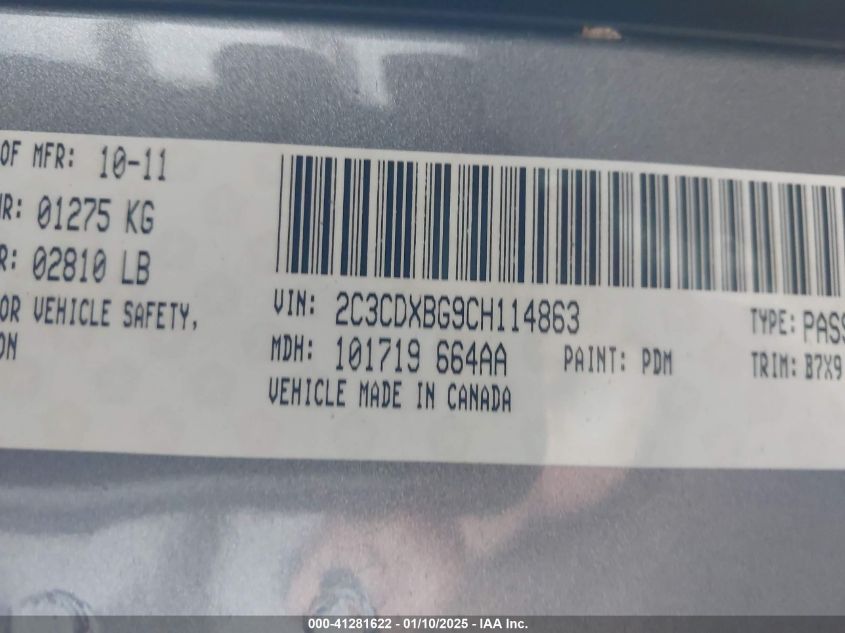 OF MFR: 10-11
R: 01275 KG
R: 02810 LB
OR VEHICLE SAFETY,
ON
VIN: 2C3CDXBG9CH114863
TYPE: PASS
MDH: 101719 664AA
PAINT: PDM
TRIM: B7X9
VEHICLE MADE IN CANADA
000-41281622 - 01/10/2025 - IAA Inc.